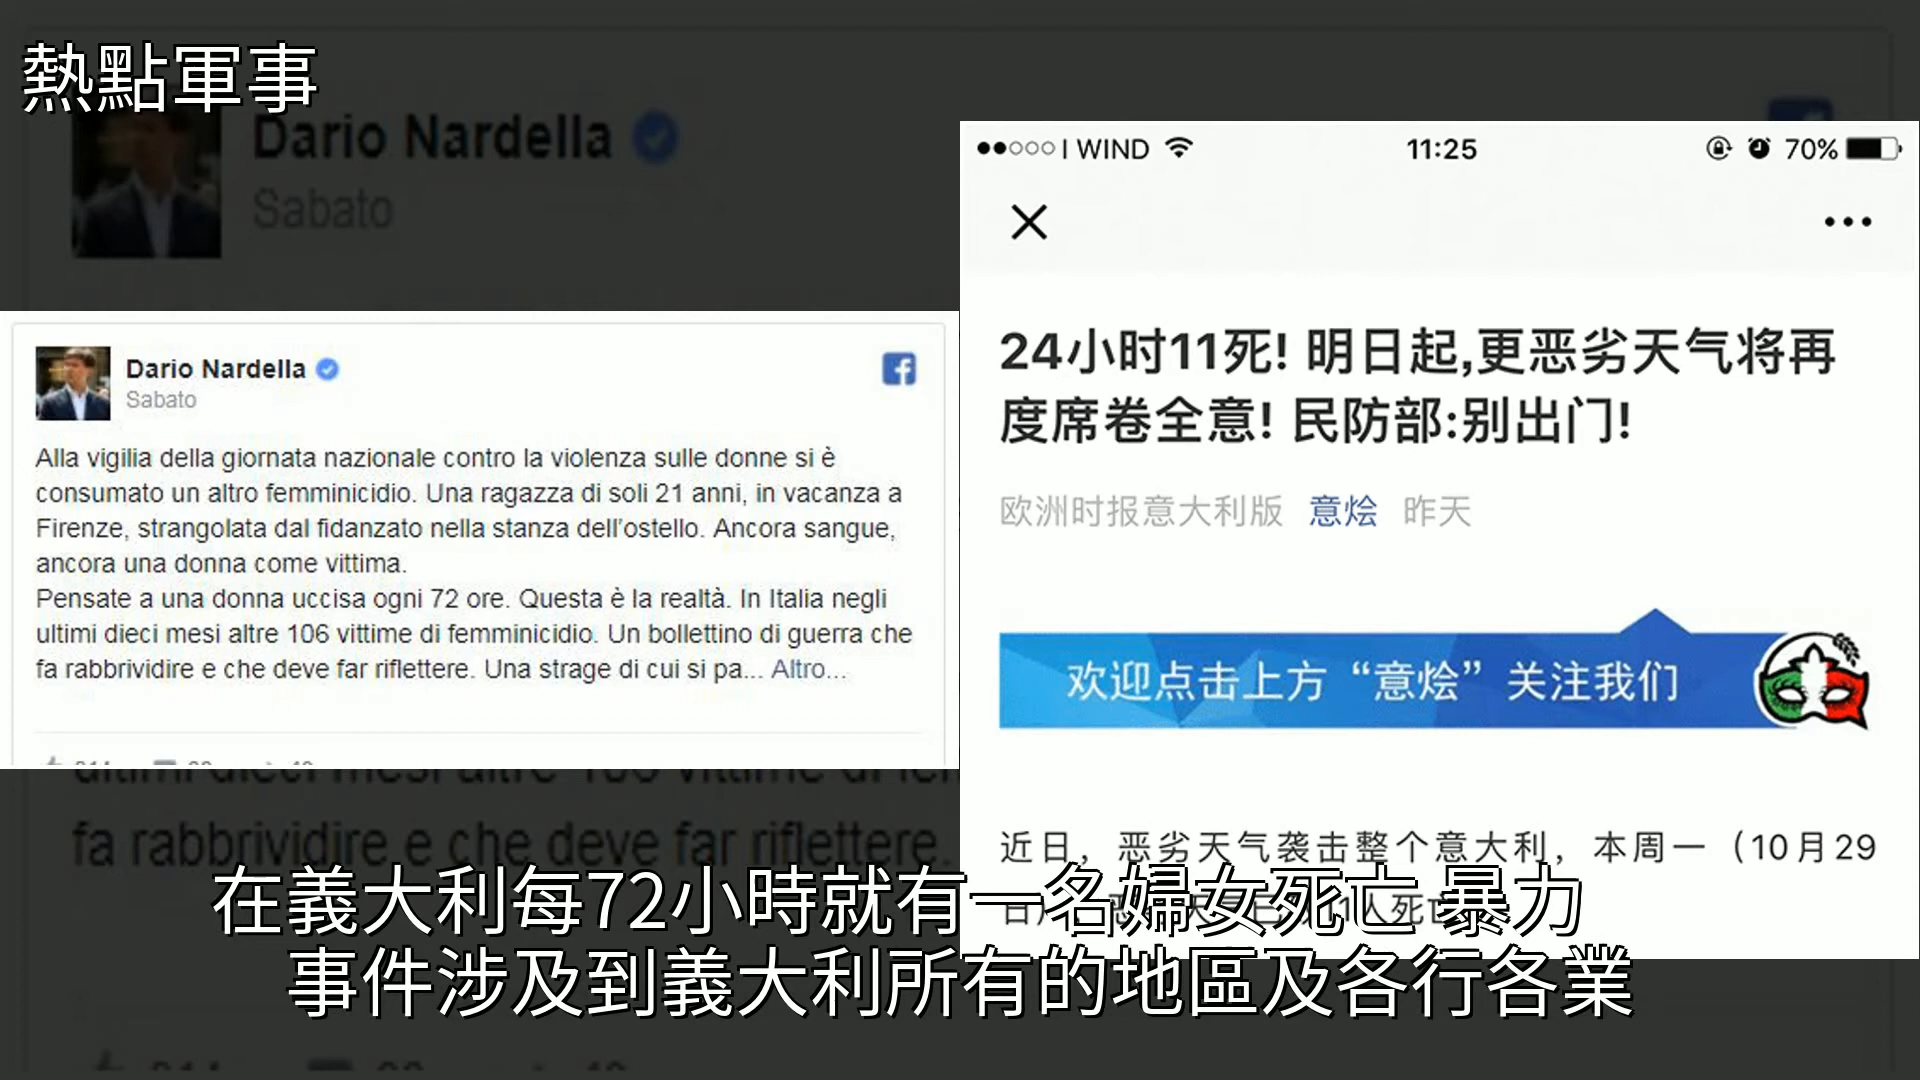 熱點軍事
Dario Nardella
Sabato
Dario Nardella
Sabato
Alla vigilia della giornata nazionale contro la violenza sulle donne si è
consumato un altro femminicidio. Una ragazza di soli 21 anni, in vacanza a
Firenze, strangolata dal fidanzato nella stanza dell'ostello. Ancora sangue,
ancora una donna come vittima.
Pensate a una donna uccisa ogni 72 ore. Questa è la realtà. In Italia negli
ultimi dieci mesi altre 106 vittime di femminicidio. Un bollettino di guerra che
fa rabbrividire e che deve far riflettere. Una strage di cui si pa... Altro...
ultimi dieci mesi altre 106 vittime di
fa rabbrividire e che deve far riflettere.
I WIND 11:25 70%
24小时11死! 明日起,更恶劣天气将再
度席卷全意! 民防部:别出门!
欧洲时报意大利版 意烩 昨天
欢迎点击上方“意烩”关注我们
近日，恶劣天气袭击整个意大利，本周一（10月29
在義大利每72小時就有一名婦女死亡 暴力
事件涉及到義大利所有的地區及各行各業